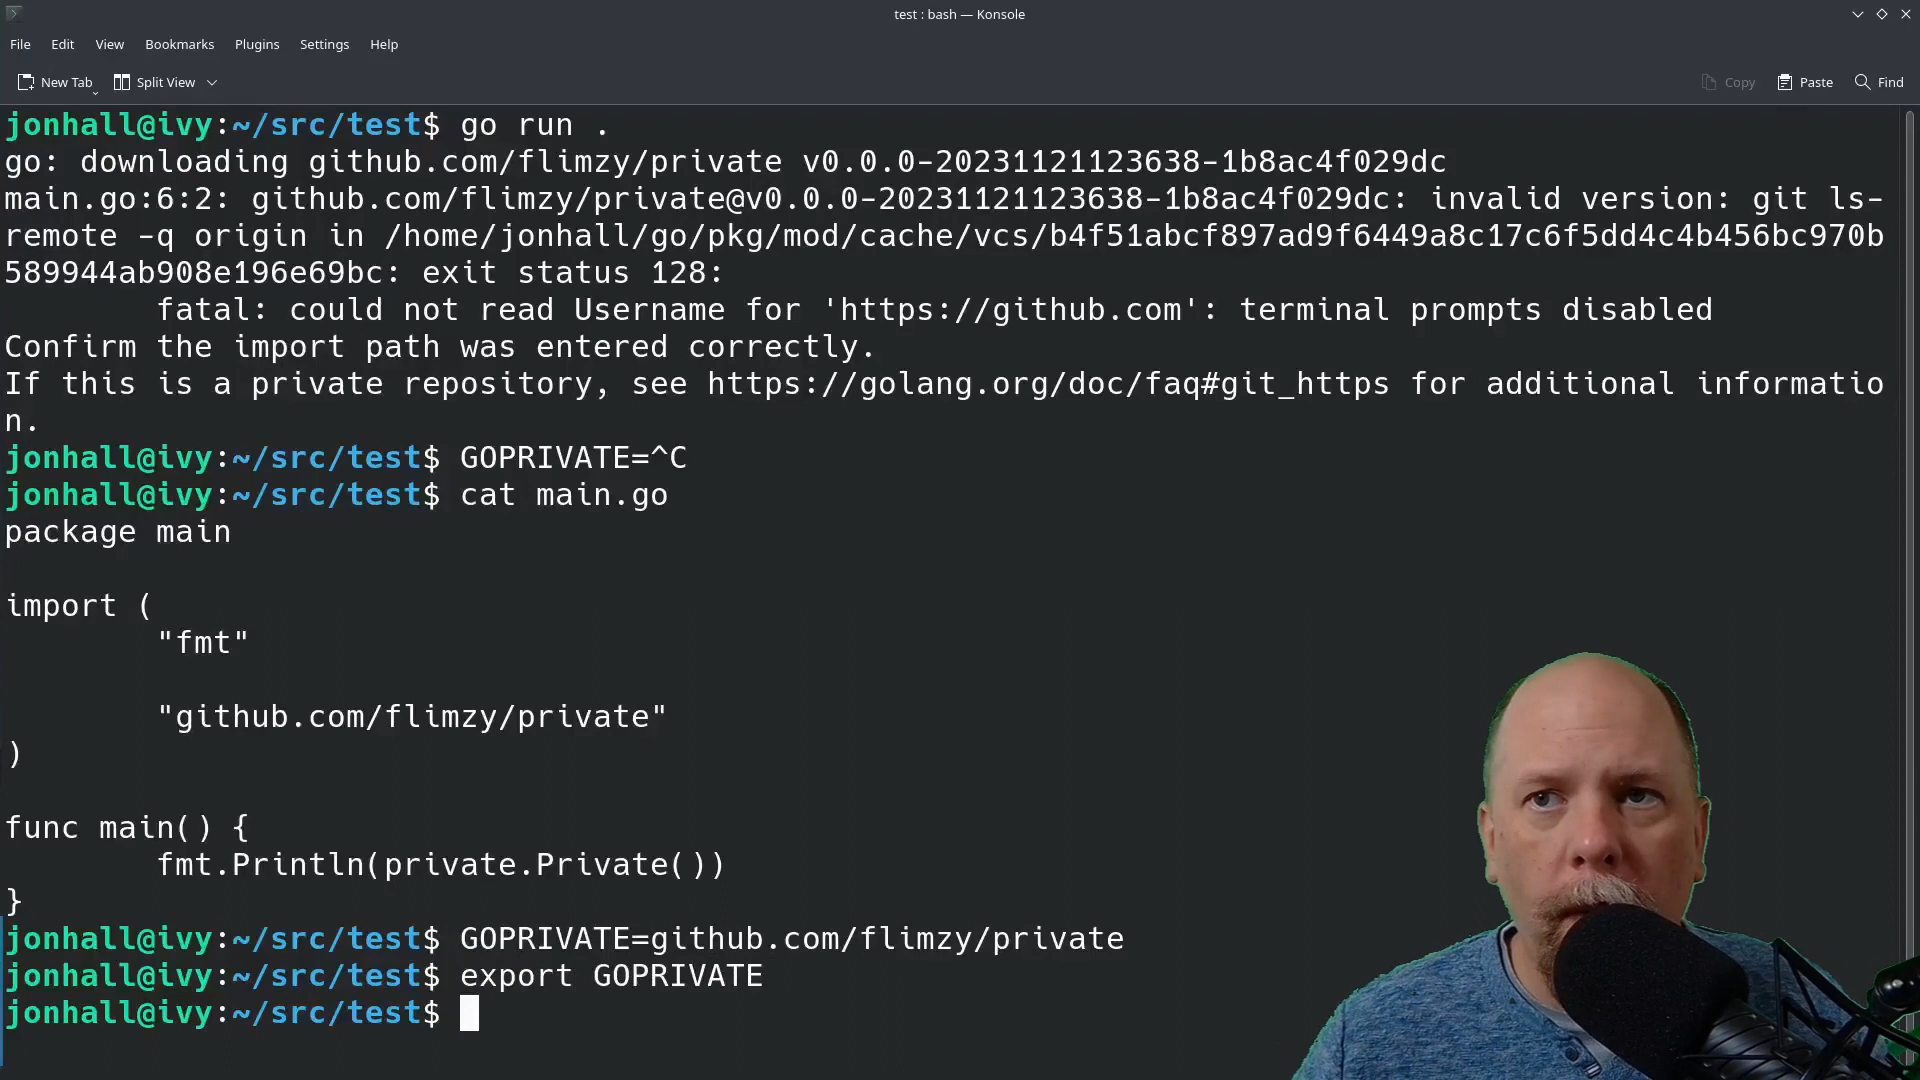 test : bash — Konsole
File Edit View Bookmarks Plugins Settings Help
New Tab Split View Copy Paste Find
jonhall@ivy:~/src/test$ go run .
go: downloading github.com/flimzy/private v0.0.0-20231121123638-1b8ac4f029dc
main.go:6:2: github.com/flimzy/private@v0.0.0-20231121123638-1b8ac4f029dc: invalid version: git ls-
remote -q origin in /home/jonhall/go/pkg/mod/cache/vcs/b4f51abcf897ad9f6449a8c17c6f5dd4c4b456bc970b
589944ab908e196e69bc: exit status 128:
        fatal: could not read Username for 'https://github.com': terminal prompts disabled
Confirm the import path was entered correctly.
If this is a private repository, see https://golang.org/doc/faq#git_https for additional informatio
n.
jonhall@ivy:~/src/test$ GOPRIVATE=^C
jonhall@ivy:~/src/test$ cat main.go
package main
import (
        "fmt"
        "github.com/flimzy/private"
)
func main() {
        fmt.Println(private.Private())
}
jonhall@ivy:~/src/test$ GOPRIVATE=github.com/flimzy/private
jonhall@ivy:~/src/test$ export GOPRIVATE
jonhall@ivy:~/src/test$